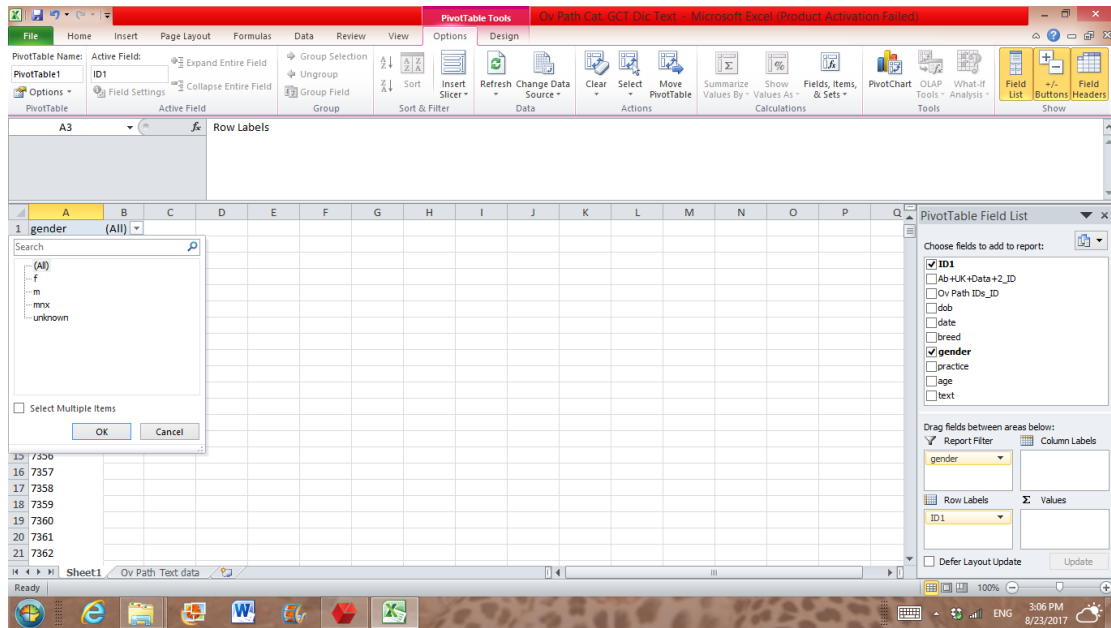 PivotTable Tools
Ov Path Cat. GCT Dic Text - Microsoft Excel (Product Activation Failed)
File Home Insert Page Layout Formulas Data Review View Options Design
PivotTable Name: Active Field:
PivotTable1 ID1
Options Field Settings
Expand Entire Field
Collapse Entire Field
Group Selection
Ungroup
Group Field
Sort
Insert Slicer
Refresh
Change Data Source
Clear
Select
Move PivotTable
Summarize Values By
Show Values As
Fields, Items, & Sets
PivotChart
OLAP Tools
What-If Analysis
Field List
+/- Buttons
Field Headers
PivotTable Active Field Group Sort & Filter Data Actions Calculations Tools Show
A3 fx Row Labels
A B C D E F G H I J K L M N O P Q
1 gender (All)
Search
(All)
f
m
mnx
unknown
Select Multiple Items
OK Cancel
15 7356
16 7357
17 7358
18 7359
19 7360
20 7361
21 7362
PivotTable Field List
Choose fields to add to report:
ID1
Ab+UK+Data+2_ID
Ov Path IDs_ID
dob
date
breed
gender
practice
age
text
Drag fields between areas below:
Report Filter Column Labels
gender
Row Labels Σ Values
ID1
Defer Layout Update Update
Sheet1 Ov Path Text data
Ready 100%
ENG 3:06 PM
8/23/2017